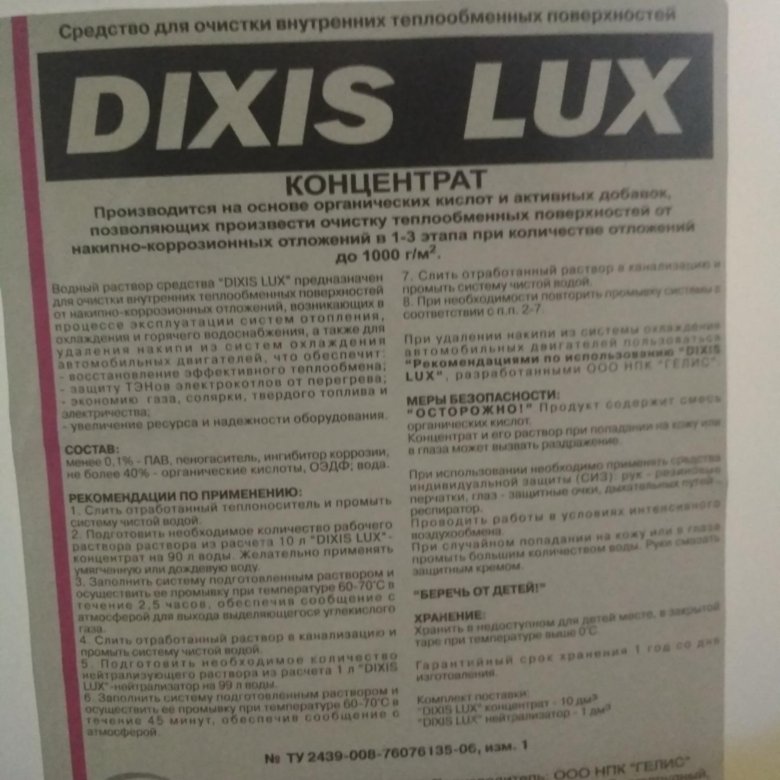 Средство для очистки внутренних теплообменных поверхностей
DIXIS LUX
КОНЦЕНТРАТ
Производится на основе органических кислот и активных добавок,
позволяющих произвести очистку теплообменных поверхностей от
накипно-коррозионных отложений в 1-3 этапа при количестве отложений
до 1000 г/м².
Водный раствор средства "DIXIS LUX" предназначен
для очистки внутренних теплообменных поверхностей
от накипно-коррозионных отложений, возникающих в
процессе эксплуатации систем отопления,
охлаждения и горячего водоснабжения, а также для
удаления накипи из систем охлаждения
автомобильных двигателей, что обеспечит:
- восстановление эффективного теплообмена;
- защиту ТЭНов электрокотлов от перегрева;
- экономию газа, солярки, твердого топлива и
электричества;
- увеличение ресурса и надежности оборудования.
СОСТАВ:
менее 0,1% - ПАВ, пеногаситель, ингибитор коррозии,
не более 40% - органические кислоты, ОЭДФ; вода.
РЕКОМЕНДАЦИИ ПО ПРИМЕНЕНИЮ:
1. Слить отработанный теплоноситель и промыть
систему чистой водой.
2. Подготовить необходимое количество рабочего
раствора раствора из расчета 10 л "DIXIS LUX"-
концентрат на 90 л воды. Желательно применять
умягченную или дождевую воду.
3. Заполнить систему подготовленным раствором и
осуществить ее промывку при температуре 60-70°С в
течение 2,5 часов, обеспечив сообщение с
атмосферой для выхода выделяющегося углекислого
газа.
4. Слить отработанный раствор в канализацию и
промыть систему чистой водой.
5. Подготовить необходимое количество
нейтрализующего раствора из расчета 1 л "DIXIS
LUX"-нейтрализатор на 99 л воды.
6. Заполнить систему подготовленным раствором и
осуществить ее промывку при температуре 60-70°С в
течение 45 минут, обеспечив сообщение с
атмосферой.
7. Слить отработанный раствор в канализацию и
промыть систему чистой водой.
8. При необходимости повторить промывку системы в
соответствии с п.п. 2-7.
При удалении накипи из системы охлаждения
автомобильных двигателей пользоваться
"Рекомендациями по использованию "DIXIS
LUX", разработанными ООО НПК "ГЕЛИС"
МЕРЫ БЕЗОПАСНОСТИ:
"ОСТОРОЖНО!" Продукт содержит смесь
органических кислот.
Концентрат и его раствор при попадании на кожу или
в глаза может вызвать раздражение.
При использовании необходимо применять средства
индивидуальной защиты (СИЗ): рук - резиновые
перчатки, глаз - защитные очки, дыхательных путей -
респиратор.
Проводить работы в условиях интенсивного
воздухообмена.
При случайном попадании на кожу или в глаза
промыть большим количеством воды. Руки смазать
защитным кремом.
"БЕРЕЧЬ ОТ ДЕТЕЙ!"
ХРАНЕНИЕ:
Хранить в недоступном для детей месте, в закрытой
таре при температуре выше 0°С.
Гарантийный срок хранения 1 год со дня
изготовления.
Комплект поставки:
"DIXIS LUX" концентрат - 10 дм³
"DIXIS LUX" нейтрализатор - 1 дм³
№ ТУ 2439-008-76076135-06, изм. 1
ООО НПК "ГЕЛИС"